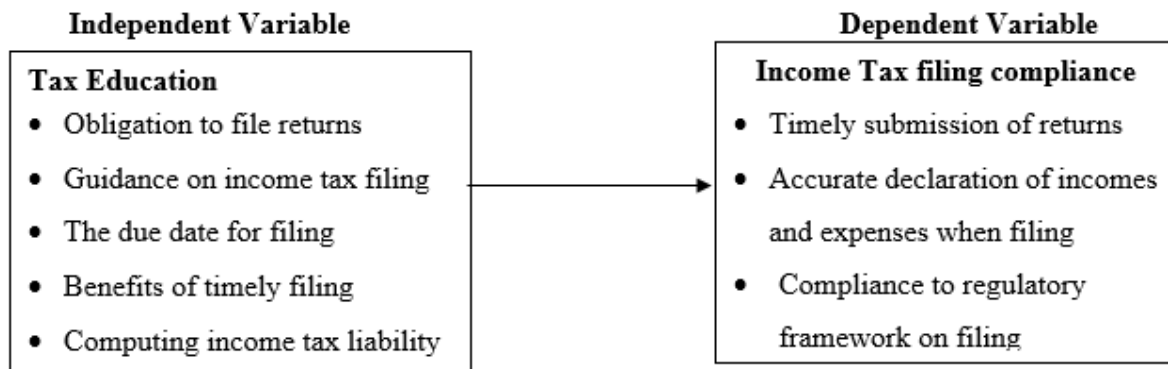 Independent Variable
Dependent Variable
Tax Education
• Obligation to file returns
• Guidance on income tax filing
• The due date for filing
• Benefits of timely filing
• Computing income tax liability
Income Tax filing compliance
• Timely submission of returns
• Accurate declaration of incomes
and expenses when filing
• Compliance to regulatory
framework on filing